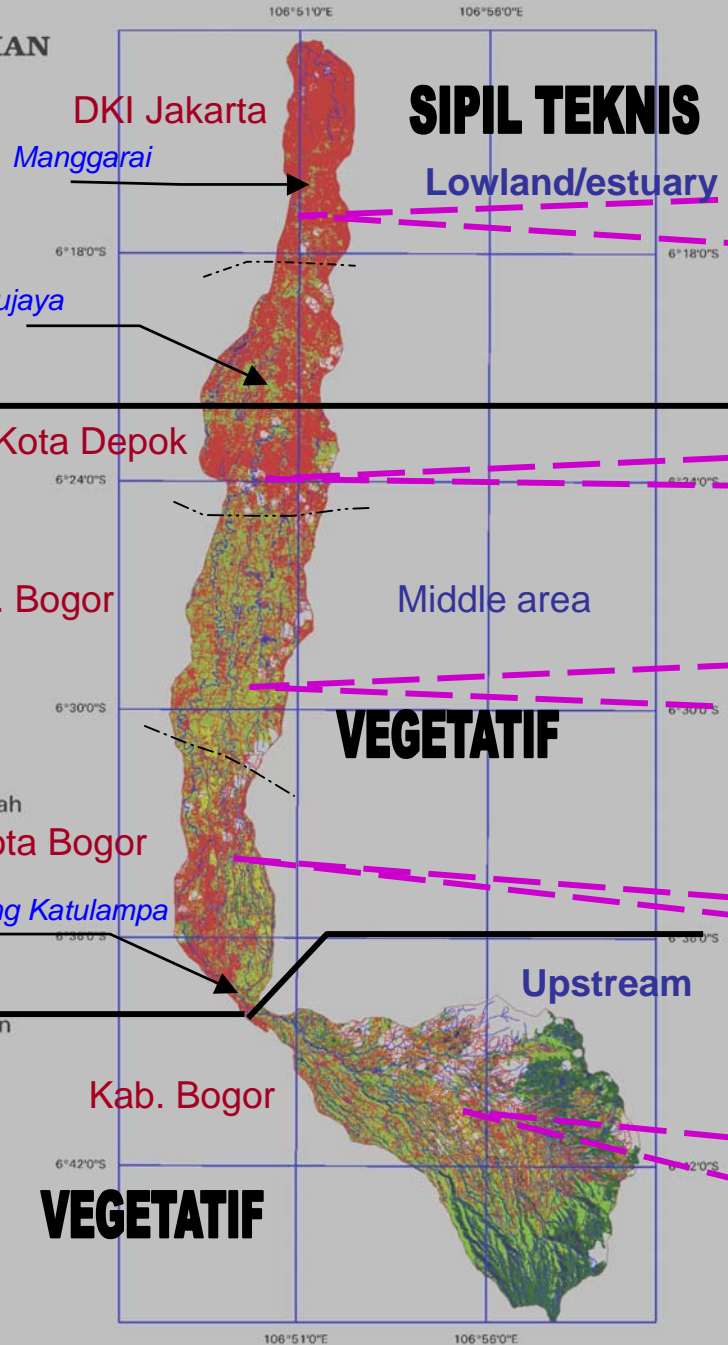 106°51'0"E 106°56'0"E
KAN
DKI Jakarta
SIPIL TEKNIS
Manggarai
Lowland/estuary
6°18'0"S 6°18'0"S
ujaya
Kota Depok
6°24'0"S 6°24'0"S
. Bogor
Middle area
6°30'0"S 6°30'0"S
VEGETATIF
ah
ota Bogor
ng Katulampa
6°36'0"S 6°36'0"S
Upstream
n
Kab. Bogor
6°42'0"S 6°42'0"S
VEGETATIF
106°51'0"E 106°56'0"E